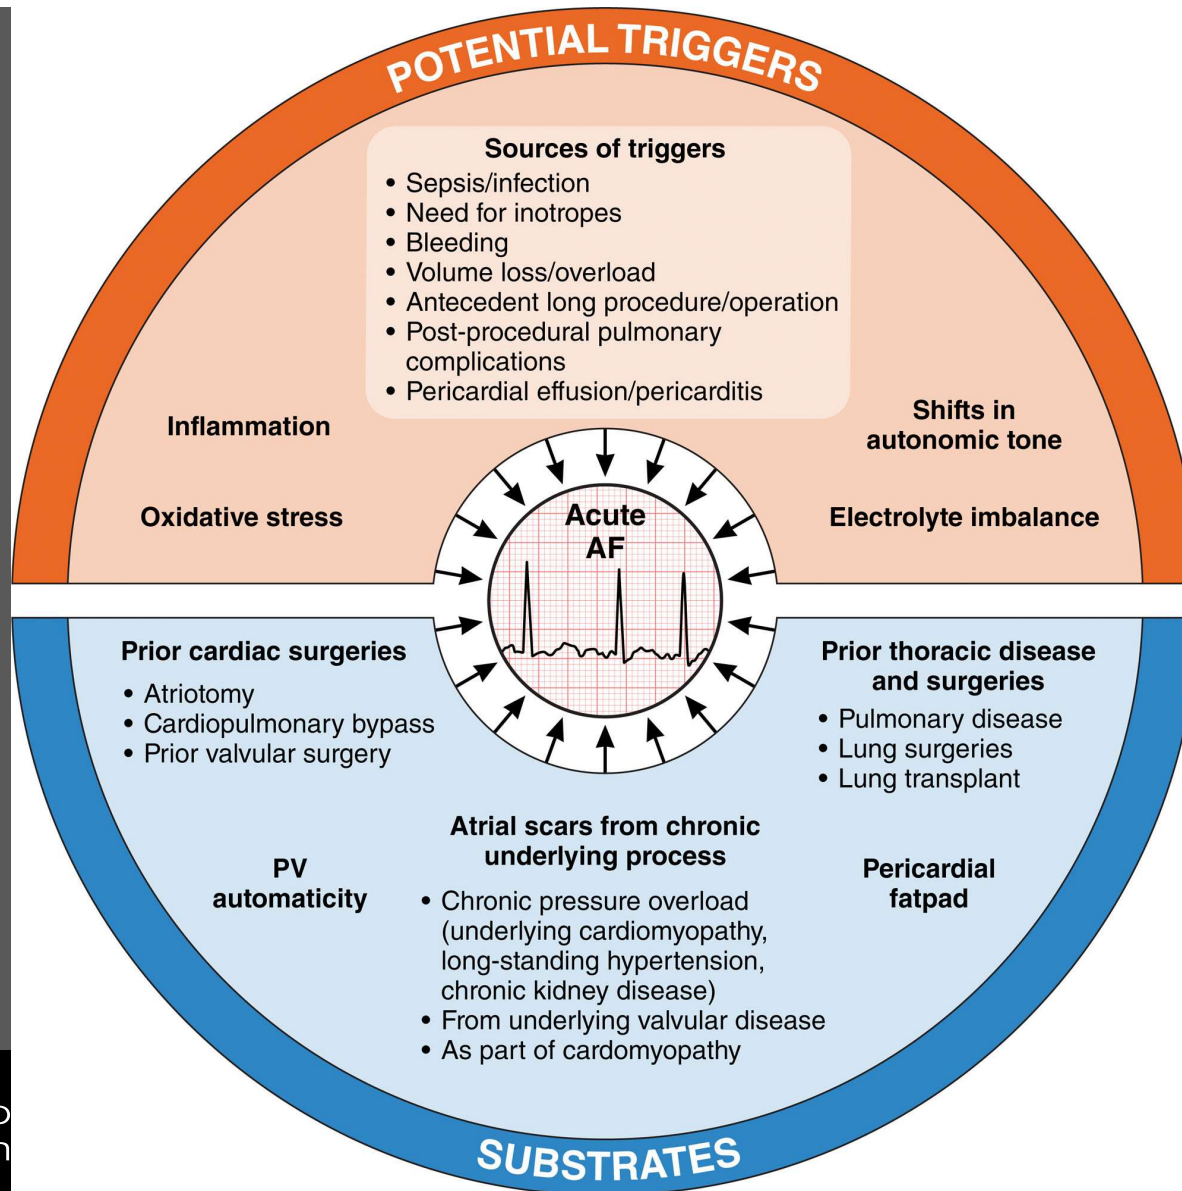 POTENTIAL TRIGGERS
Sources of triggers
• Sepsis/infection
• Need for inotropes
• Bleeding
• Volume loss/overload
• Antecedent long procedure/operation
• Post-procedural pulmonary
complications
• Pericardial effusion/pericarditis
Inflammation
Oxidative stress
Shifts in
autonomic tone
Electrolyte imbalance
Acute
AF
Prior cardiac surgeries
• Atriotomy
• Cardiopulmonary bypass
• Prior valvular surgery
Prior thoracic disease
and surgeries
• Pulmonary disease
• Lung surgeries
• Lung transplant
PV
automaticity
Atrial scars from chronic
underlying process
• Chronic pressure overload
(underlying cardiomyopathy,
long-standing hypertension,
chronic kidney disease)
• From underlying valvular disease
• As part of cardomyopathy
Pericardial
fatpad
SUBSTRATES